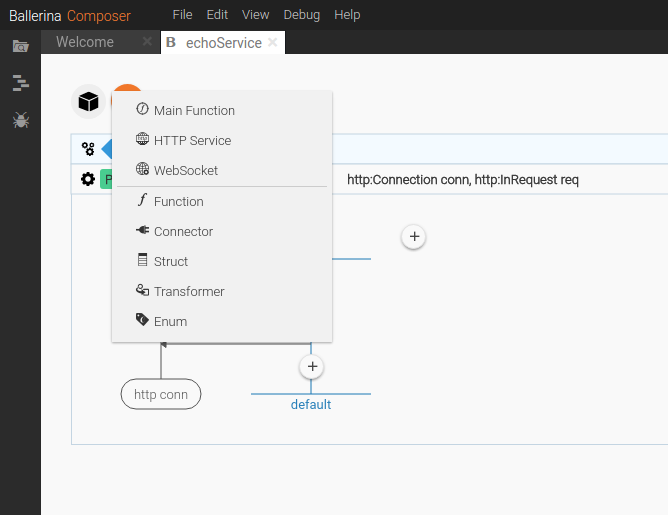 Ballerina Composer File Edit View Debug Help
Welcome B echoService
Main Function
HTTP Service
WebSocket
http:Connection conn, http:InRequest req
Function
Connector
Struct
Transformer
Enum
http conn
default